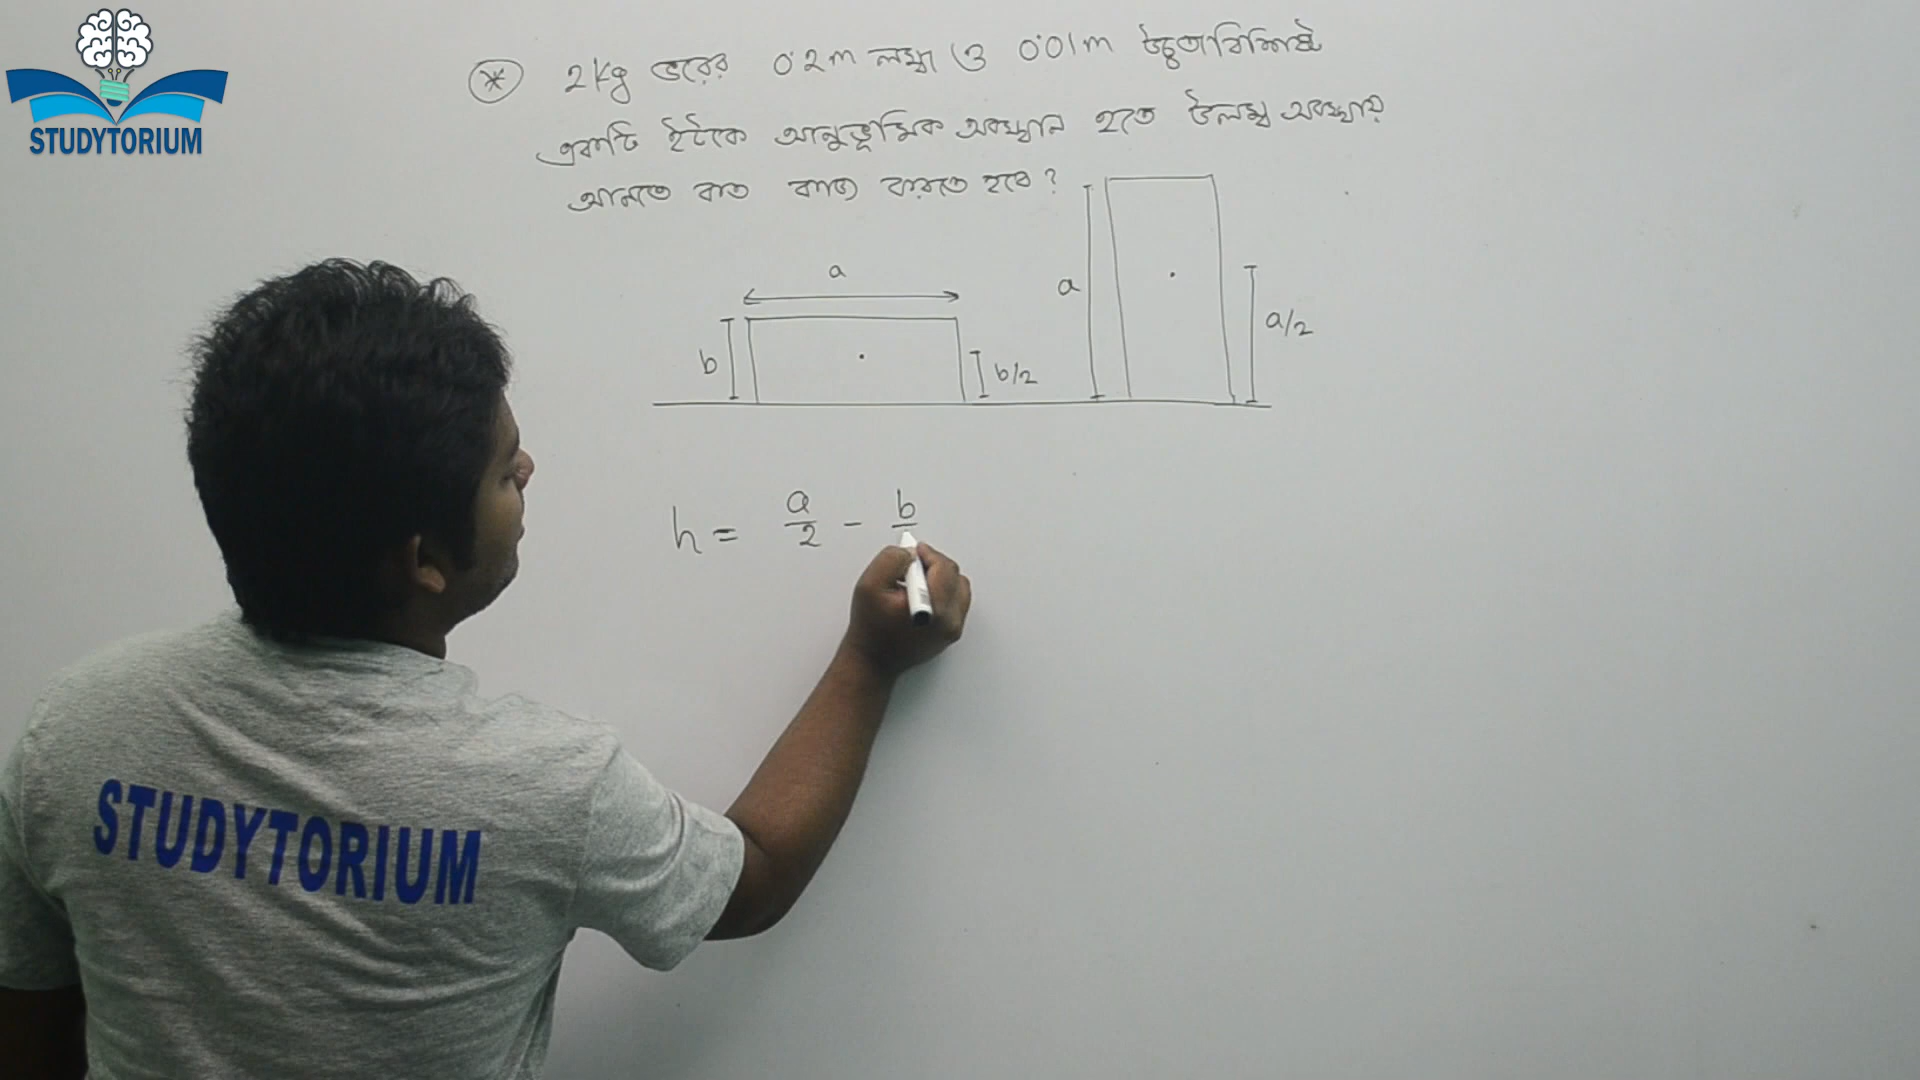 STUDYTORIUM
* 2kg ভরের 0.2m লম্বা ও 0.01m উচ্চতাবিশিষ্ট
একটি ইটকে আনুভূমিক অবস্থান হতে উলম্ব অবস্থায়
আনতে কত কাজ করতে হবে?
a
b
b/2
a
a/2
h = a/2 - b
STUDYTORIUM